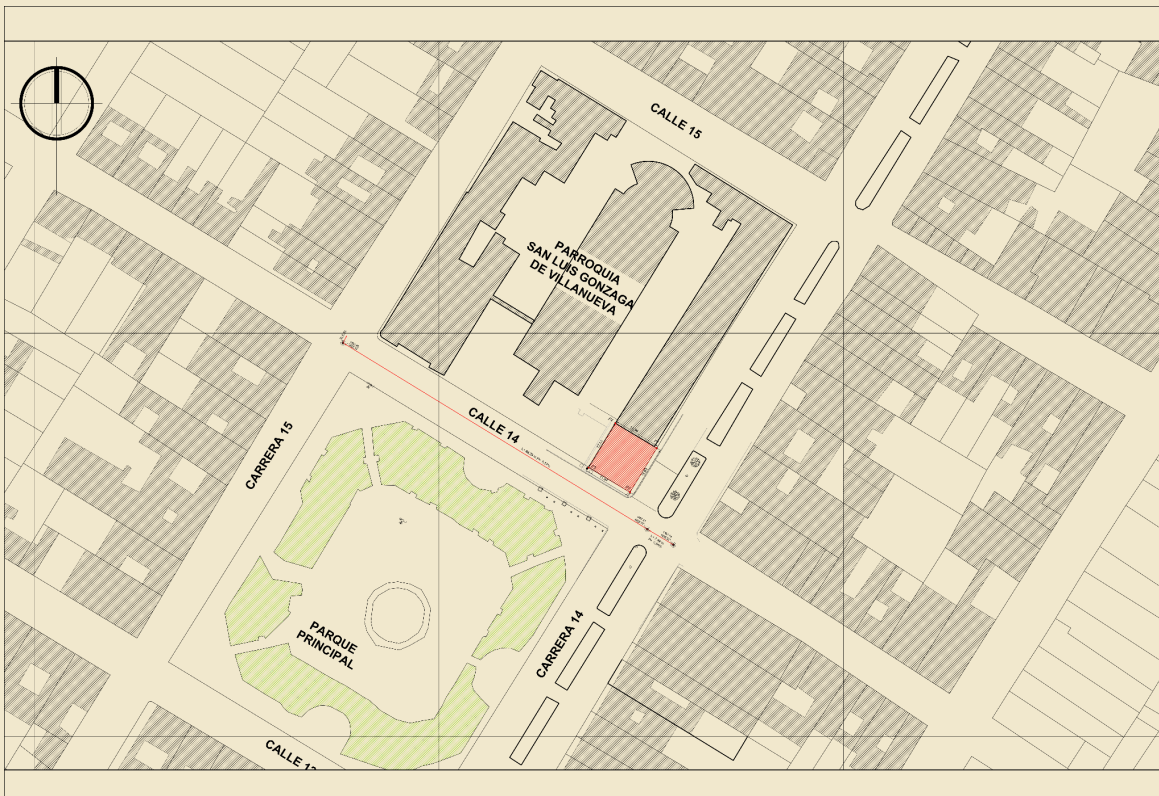 CALLE 15
PARROQUIA
SAN LUIS GONZAGA
DE VILLANUEVA
CALLE 14
CARRERA 15
PARQUE
PRINCIPAL
CARRERA 14